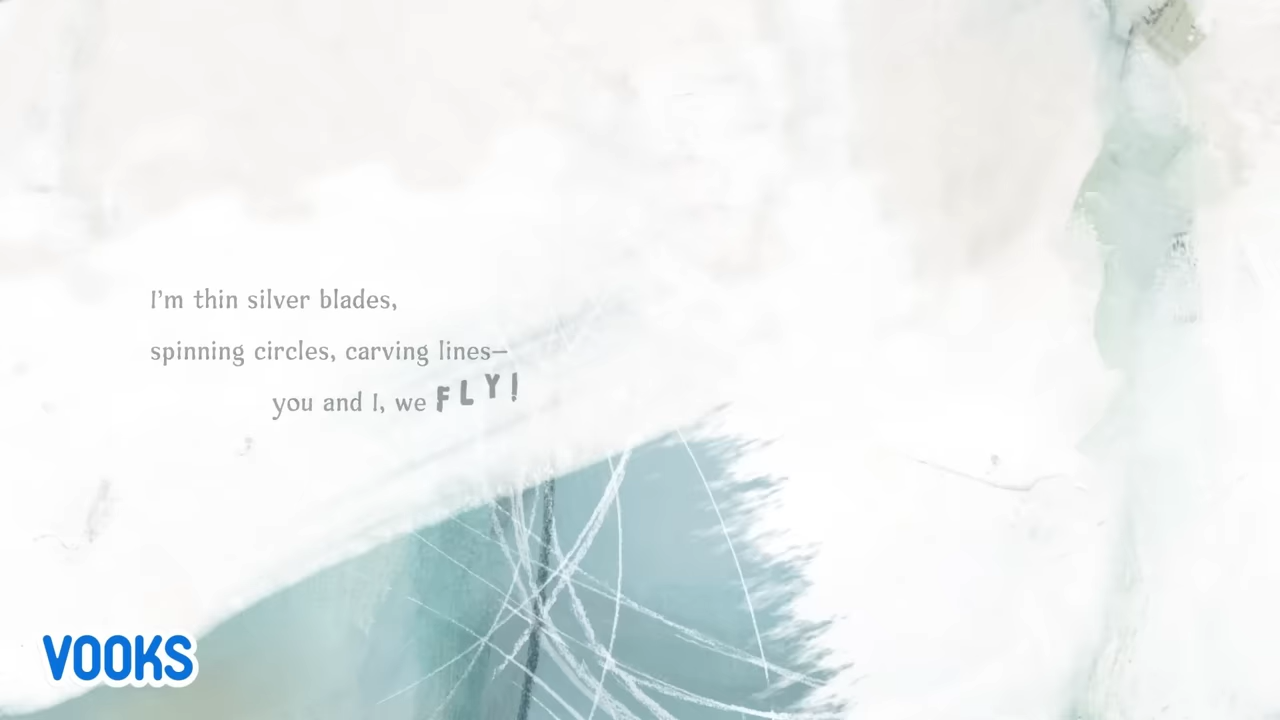 I'm thin silver blades,
spinning circles, carving lines—
you and I, we FLY!
VOOKS